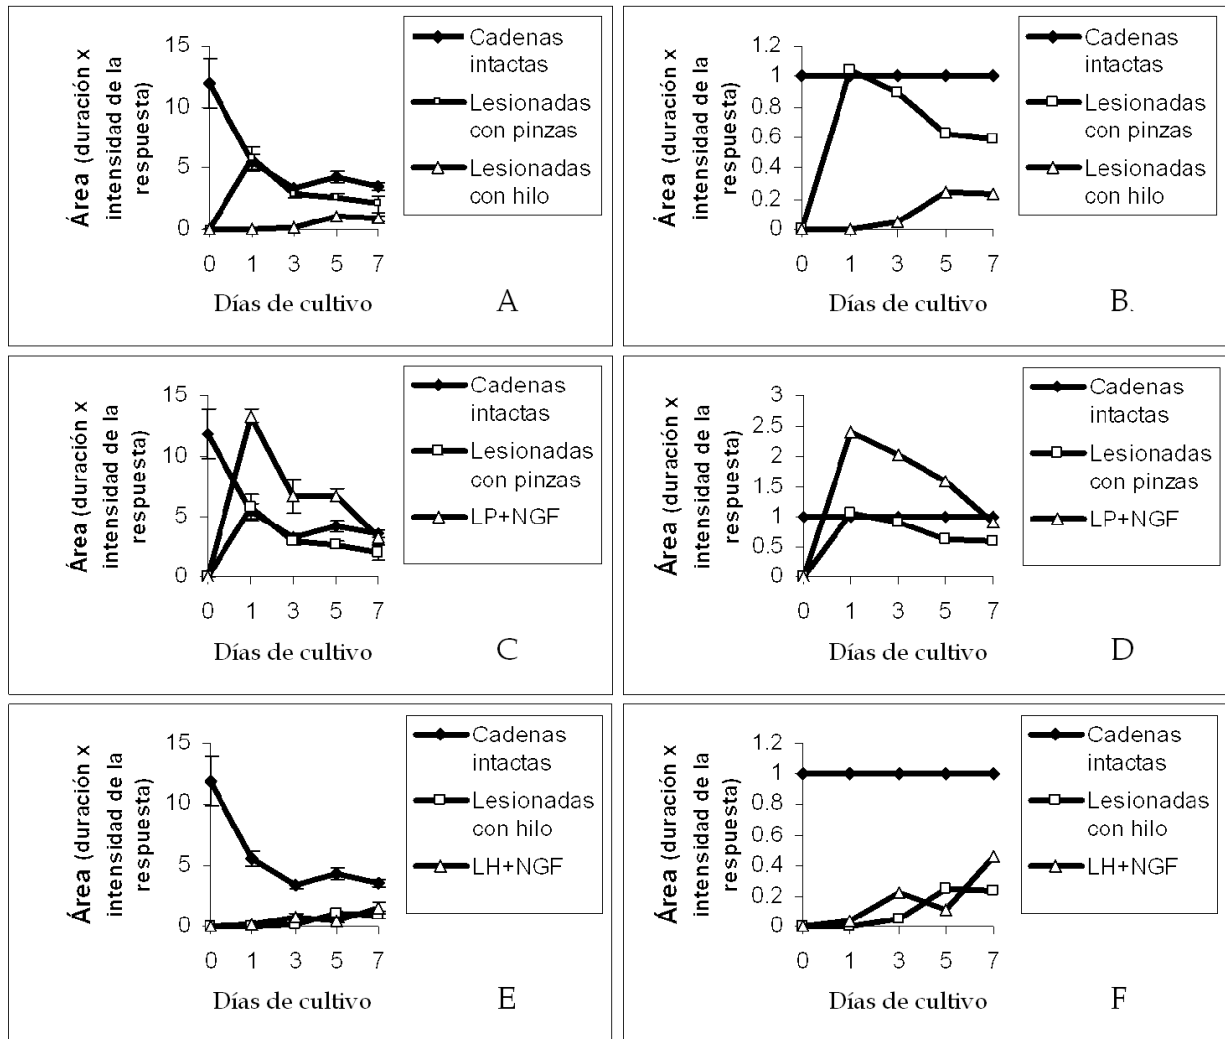 Área (duración x
intensidad de la
respuesta)
15
10
5
0
0 1 3 5 7
Días de cultivo
Cadenas
intactas
Lesionadas
con pinzas
Lesionadas
con hilo
A
Área (duración x
intensidad de la
respuesta)
1.2
1
0.8
0.6
0.4
0.2
0
0 1 3 5 7
Días de cultivo
Cadenas
intactas
Lesionadas
con pinzas
Lesionadas
con hilo
B.
Área (duración x
intensidad de la
respuesta)
15
10
5
0
0 1 3 5 7
Días de cultivo
Cadenas
intactas
Lesionadas
con pinzas
LP+NGF
C
Área (duración x
intensidad de la
respuesta)
3
2.5
2
1.5
1
0.5
0
0 1 3 5 7
Días de cultivo
Cadenas
intactas
Lesionadas
con pinzas
LP+NGF
D
Área (duración x
intensidad de la
respuesta)
15
10
5
0
0 1 3 5 7
Días de cultivo
Cadenas
intactas
Lesionadas
con hilo
LH+NGF
E
Área (duración x
intensidad de la
respuesta)
1.2
1
0.8
0.6
0.4
0.2
0
0 1 3 5 7
Días de cultivo
Cadenas
intactas
Lesionadas
con hilo
LH+NGF
F